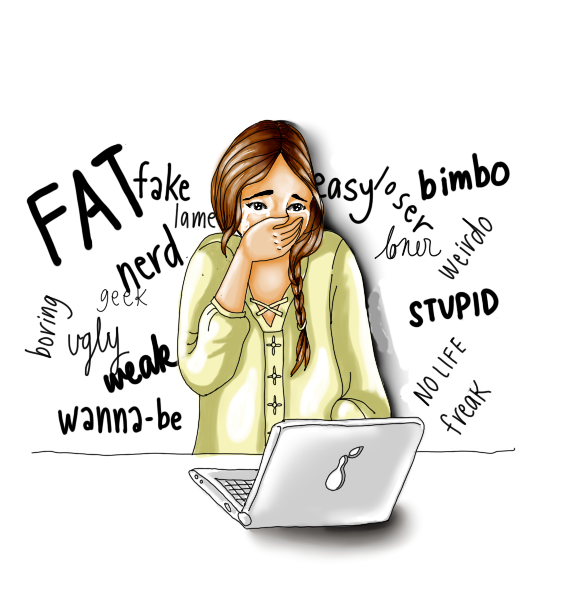 FAT
fake
lame
nerd
geek
boring
ugly
weak
wanna-be
easy
loser
bimbo
loner
weirdo
STUPID
NO LIFE
freak